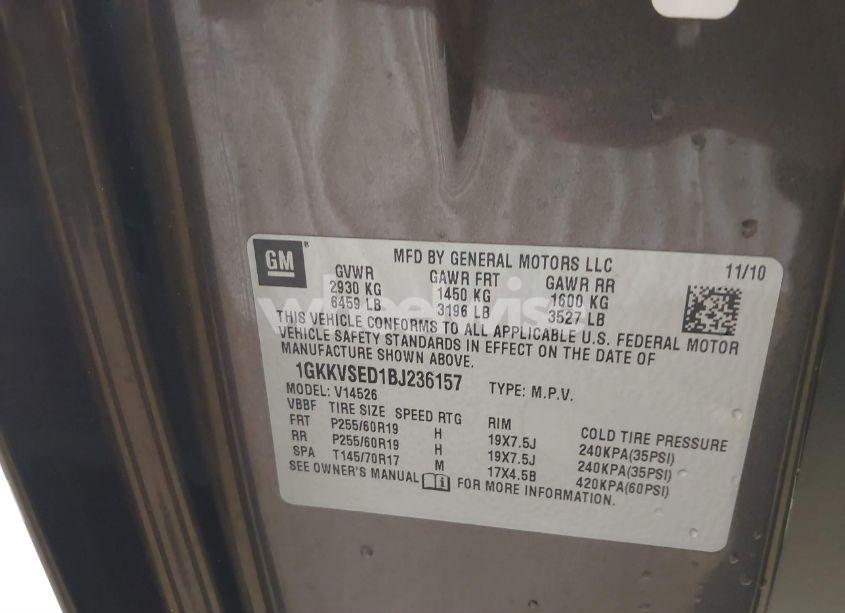 GM
MFD BY GENERAL MOTORS LLC 11/10
GVWR GAWR FRT GAWR RR
2930 KG 1450 KG 1600 KG
6459 LB 3196 LB 3527 LB
THIS VEHICLE CONFORMS TO ALL APPLICABLE U.S. FEDERAL MOTOR
VEHICLE SAFETY STANDARDS IN EFFECT ON THE DATE OF
MANUFACTURE SHOWN ABOVE.
1GKKVSED1BJ236157 TYPE: M.P.V.
MODEL: V14526
VBBF TIRE SIZE SPEED RTG RIM COLD TIRE PRESSURE
FRT P255/60R19 H 19X7.5J 240KPA(35PSI)
RR P255/60R19 H 19X7.5J 240KPA(35PSI)
SPA T145/70R17 M 17X4.5B 420KPA(60PSI)
SEE OWNER'S MANUAL FOR MORE INFORMATION.